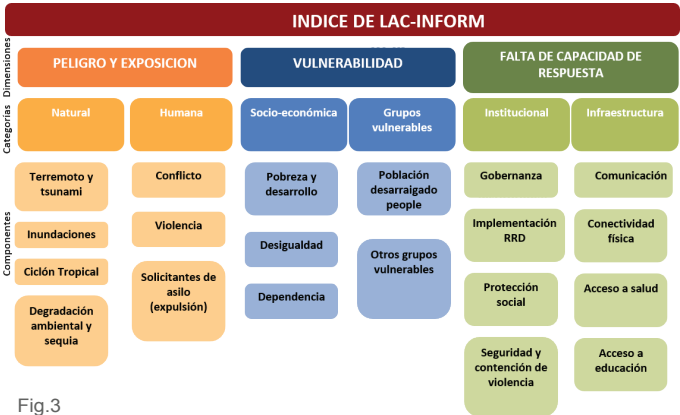 INDICE DE LAC-INFORM
Dimensiones
PELIGRO Y EXPOSICION
VULNERABILIDAD
FALTA DE CAPACIDAD DE
RESPUESTA
Categorías
Natural
Humana
Socio-económica
Grupos
vulnerables
Institucional
Infraestructura
Componentes
Terremoto y
tsunami
Inundaciones
Ciclón Tropical
Degradación
ambiental y
sequia
Conflicto
Violencia
Solicitantes de
asilo
(expulsión)
Pobreza y
desarrollo
Desigualdad
Dependencia
Población
desarraigado
people
Otros grupos
vulnerables
Gobernanza
Implementación
RRD
Protección
social
Seguridad y
contención de
violencia
Comunicación
Conectividad
física
Acceso a salud
Acceso a
educación
Fig.3